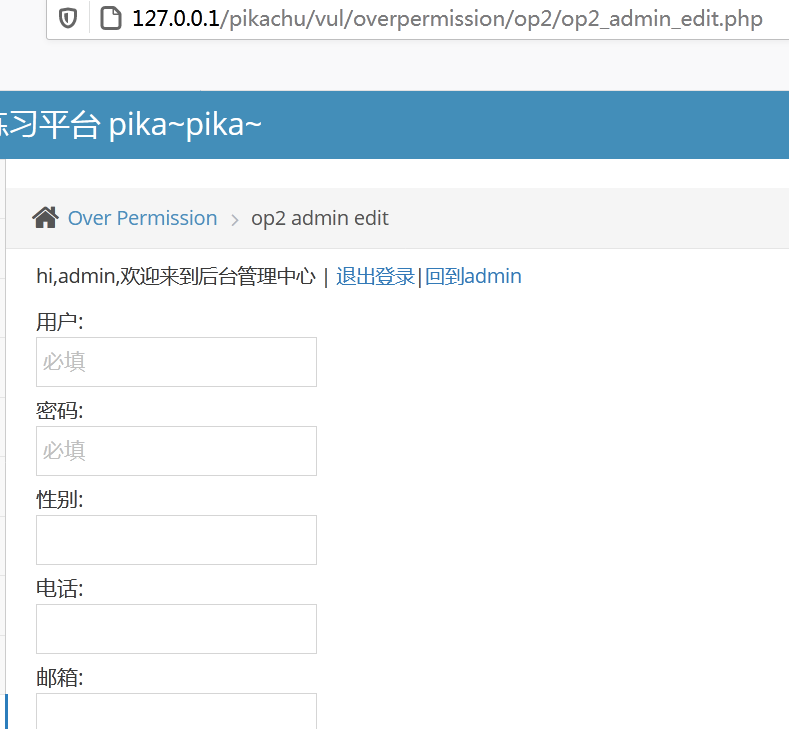 127.0.0.1/pikachu/vul/overpermission/op2/op2_admin_edit.php
练习平台 pika~pika~
Over Permission > op2 admin edit
hi,admin,欢迎来到后台管理中心 | 退出登录|回到admin
用户:
必填
密码:
必填
性别:
电话:
邮箱: